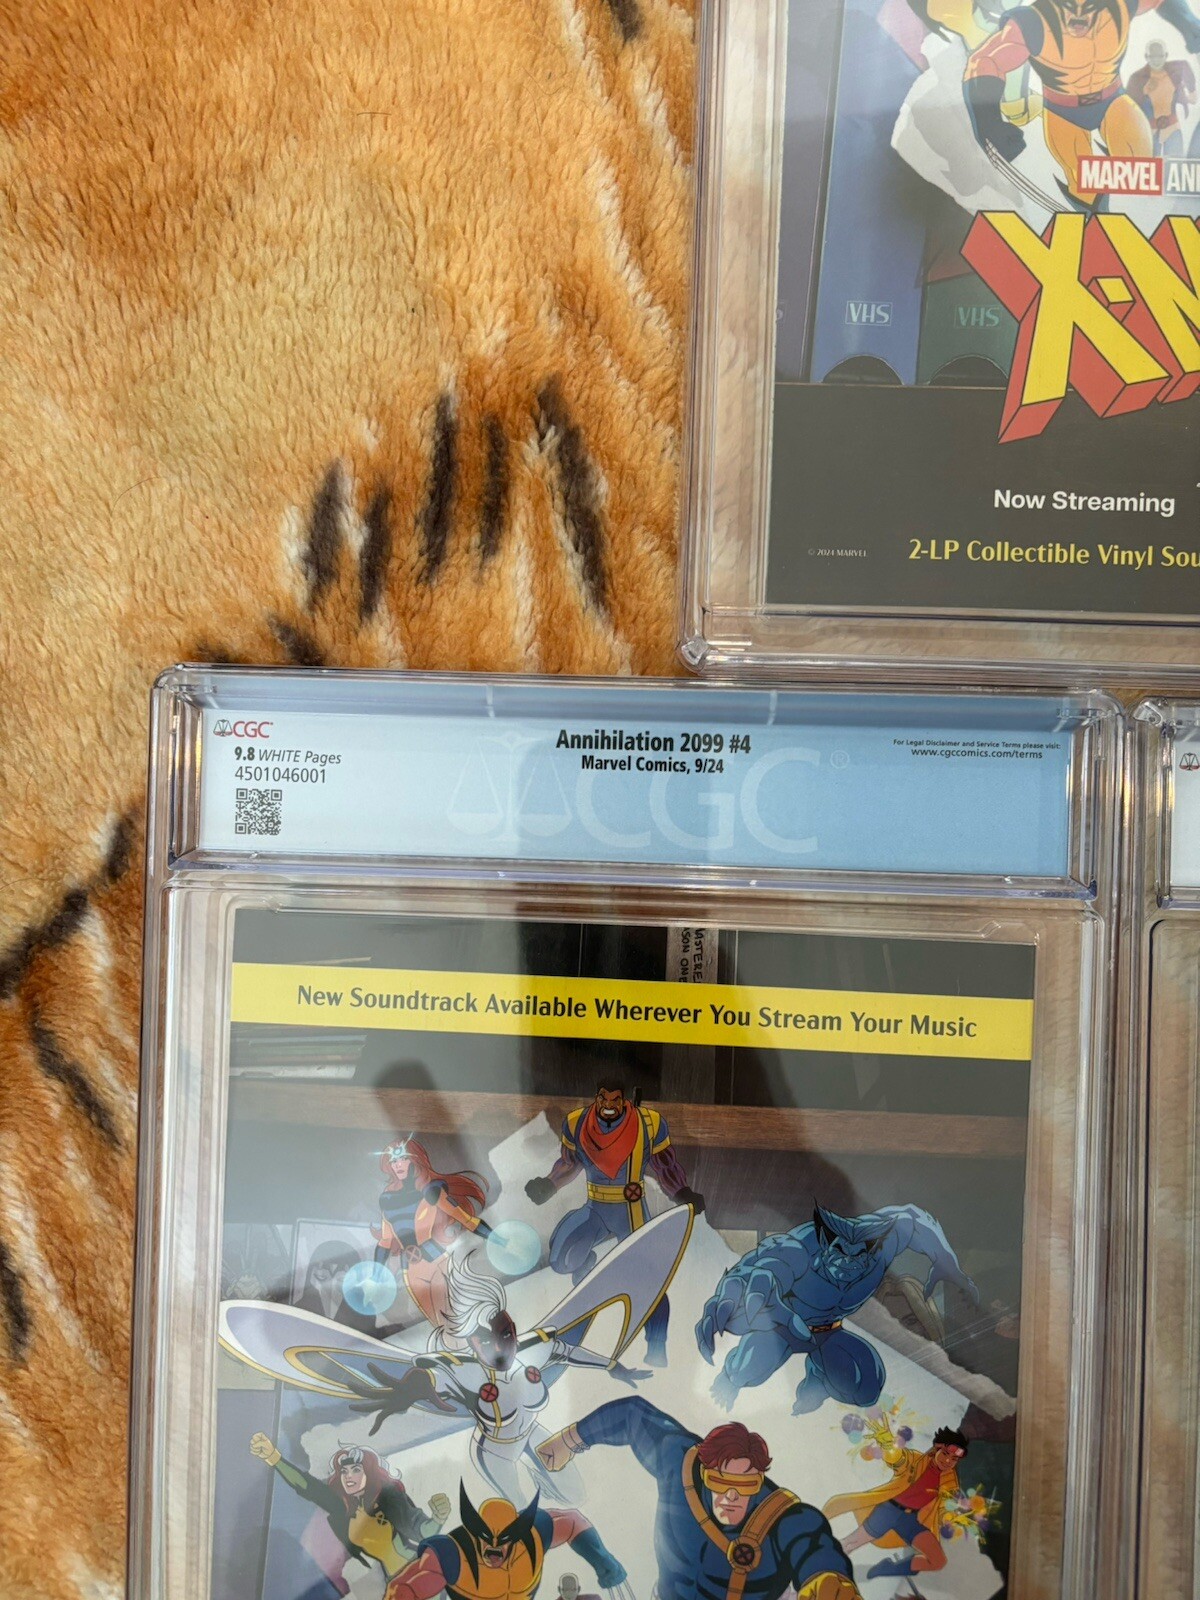 MARVEL
VHS
VHS
Now Streaming
© 2024 MARVEL
2-LP Collectible Vinyl
CGC
9.8 WHITE Pages
4501046001
Annihilation 2099 #4
Marvel Comics, 9/24
For Legal Disclaimer and Service Terms please visit:
www.cgccomics.com/terms
CGC®
New Soundtrack Available Wherever You Stream Your Music